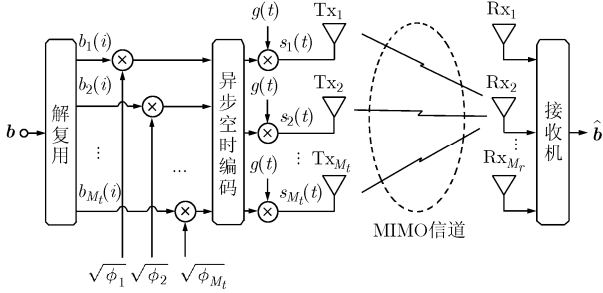 g(t) Tx₁ Rx₁
b₁(i) s₁(t)
g(t)
b₂(i) Tx₂ Rx₂
b 解复用 异步空时编码 s₂(t) 接收机 b̂
... g(t) ... Tx_{M_t} ... Rx_{M_r}
...
b_{M_t}(i) s_{M_t}(t)
MIMO信道
√ϕ₁ √ϕ₂ √ϕ_{M_t}